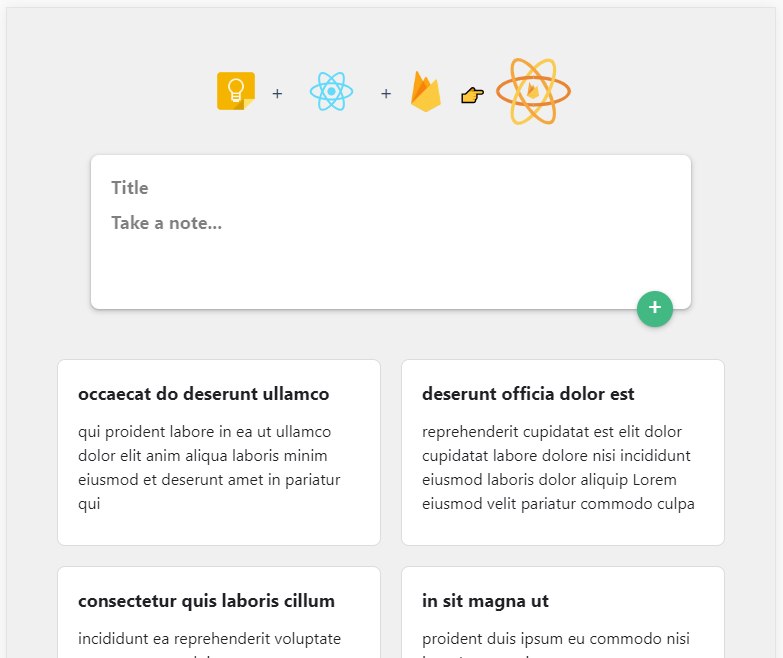 + +
Title
Take a note...
+
occaecat do deserunt ullamco
qui proident labore in ea ut ullamco
dolor elit anim aliqua laboris minim
eiusmod et deserunt amet in pariatur
qui
deserunt officia dolor est
reprehenderit cupidatat est elit dolor
cupidatat labore dolore nisi incididunt
eiusmod laboris dolor aliquip Lorem
eiusmod velit pariatur commodo culpa
consectetur quis laboris cillum
incididunt ea reprehenderit voluptate
in sit magna ut
proident duis ipsum eu commodo nisi